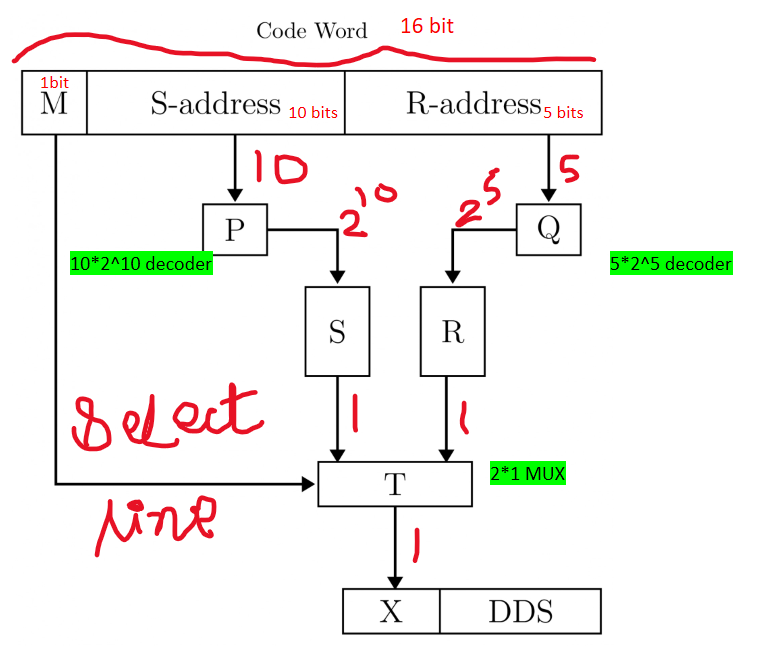 Code Word 16 bit
1bit
M S-address 10 bits R-address 5 bits
10 5
2^10 2^5
P Q
10*2^10 decoder 5*2^5 decoder
S R
Select 1 1
T 2*1 MUX
Line
1
X DDS